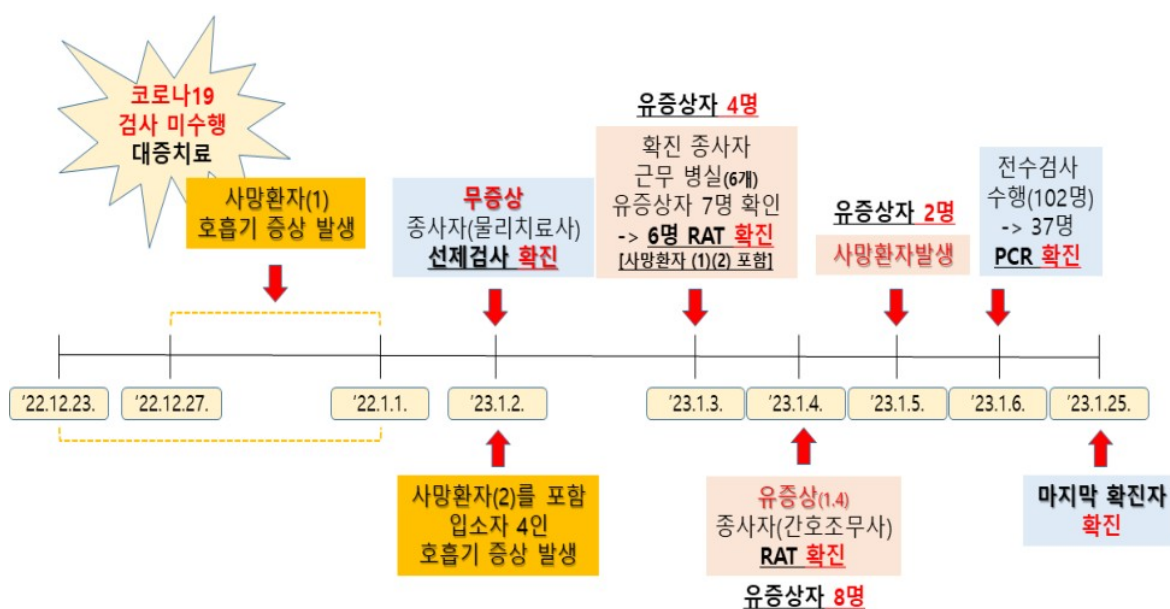 코로나19
검사 미수행
대증치료
사망환자(1)
호흡기 증상 발생
무증상
종사자(물리치료사)
선제검사 확진
유증상자 4명
확진 종사자
근무 병실(6개)
유증상자 7명 확인
-> 6명 RAT 확진
[사망환자 (1)(2) 포함]
유증상자 2명
사망환자발생
전수검사
수행(102명)
-> 37명
PCR 확진
'22.12.23.
'22.12.27.
'22.1.1.
'23.1.2.
'23.1.3.
'23.1.4.
'23.1.5.
'23.1.6.
'23.1.25.
사망환자(2)를 포함
입소자 4인
호흡기 증상 발생
유증상(1.4)
종사자(간호조무사)
RAT 확진
유증상자 8명
마지막 확진자
확진